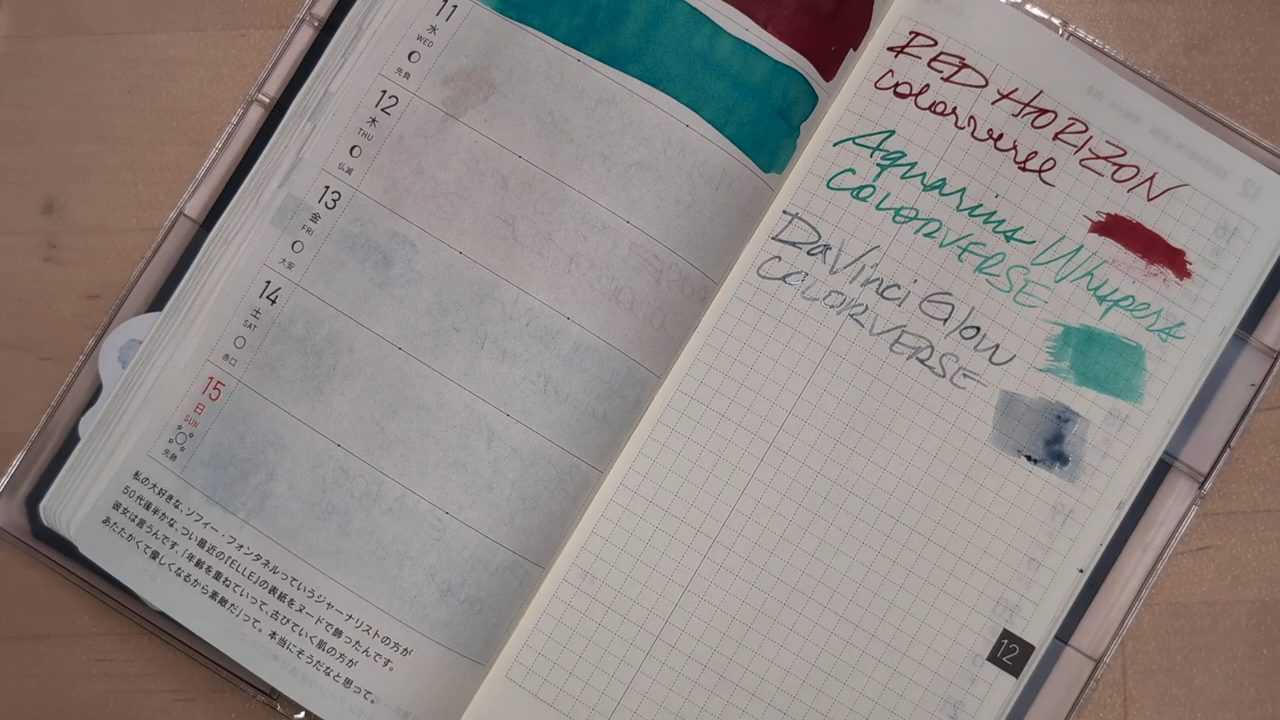 11
水
WED
先負
12
木
THU
仏滅
13
金
FRI
大安
14
土
SAT
赤口
15
日
SUN
先勝
私の大好きな、ソフィー・フォンタネルっていうジャーナリストの方が
50代後半かな、つい最近の『ELLE』の表紙をヌードで飾ったんです。
彼女は言うんです、「年齢を重ねていって、古びていく肌の方が
あたたかくて優しくなるから素敵だ」って。本当にそうだなと思って。
RED HORIZON
colorverse
Aquarius Whispers
COLORVERSE
DaVinci Glow
COLORVERSE
12